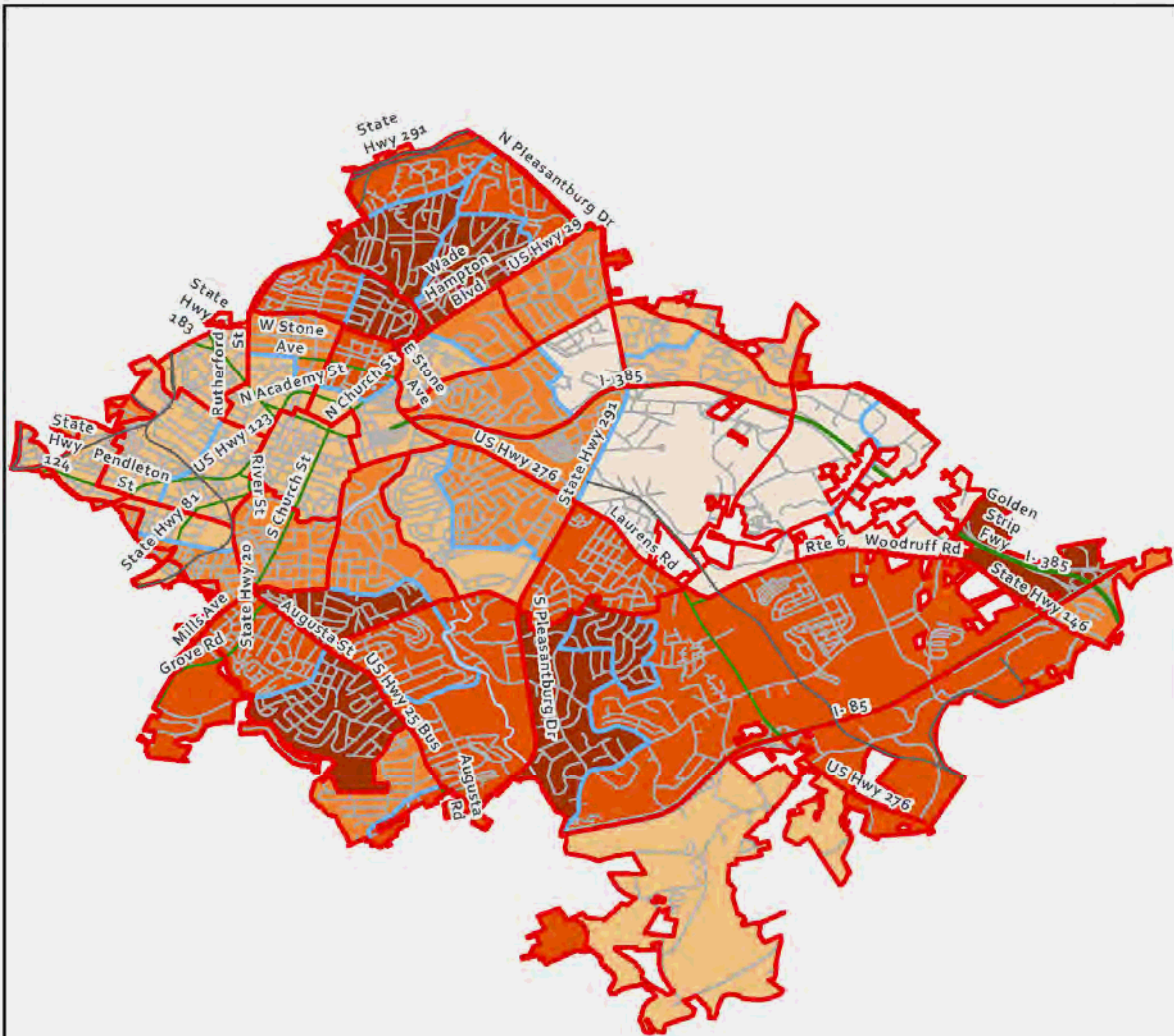 State
Hwy 291
N Pleasantburg Dr
US Hwy 29
Wade
Hampton
Blvd
State
Hwy
183
Rutherford
St
W Stone
Ave
E Stone
Ave
N Academy St
N Church St
I-385
State
Hwy
124
Pendleton
St
US Hwy 123
River St
S Church St
US Hwy 276
State Hwy 291
State Hwy 81
Laurens Rd
Rte 6
Woodruff Rd
Golden
Strip
Fwy
I-385
State Hwy 146
State Hwy 20
Mills Ave
Grove Rd
Augusta St
US Hwy 25 Bus
Augusta
Rd
S Pleasantburg Dr
I- 85
US Hwy 276